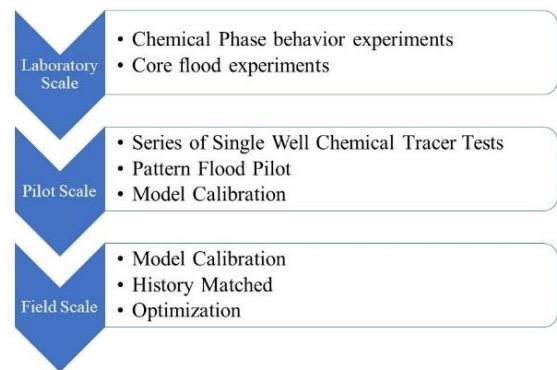 Laboratory
Scale
• Chemical Phase behavior experiments
• Core flood experiments
Pilot Scale
• Series of Single Well Chemical Tracer Tests
• Pattern Flood Pilot
• Model Calibration
Field Scale
• Model Calibration
• History Matched
• Optimization